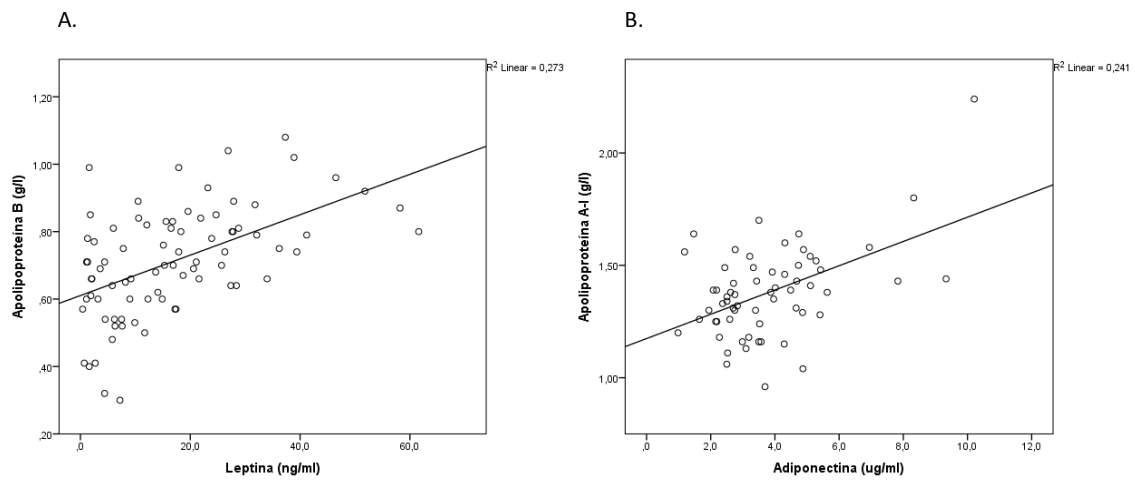 A.
R² Linear = 0,273
Apolipoproteina B (g/l)
1,20
1,00
,80
,60
,40
,20
,0
20,0
40,0
60,0
Leptina (ng/ml)
B.
R² Linear = 0,241
Apolipoproteina A-I (g/l)
2,00
1,50
1,00
,0
2,0
4,0
6,0
8,0
10,0
12,0
Adiponectina (ug/ml)